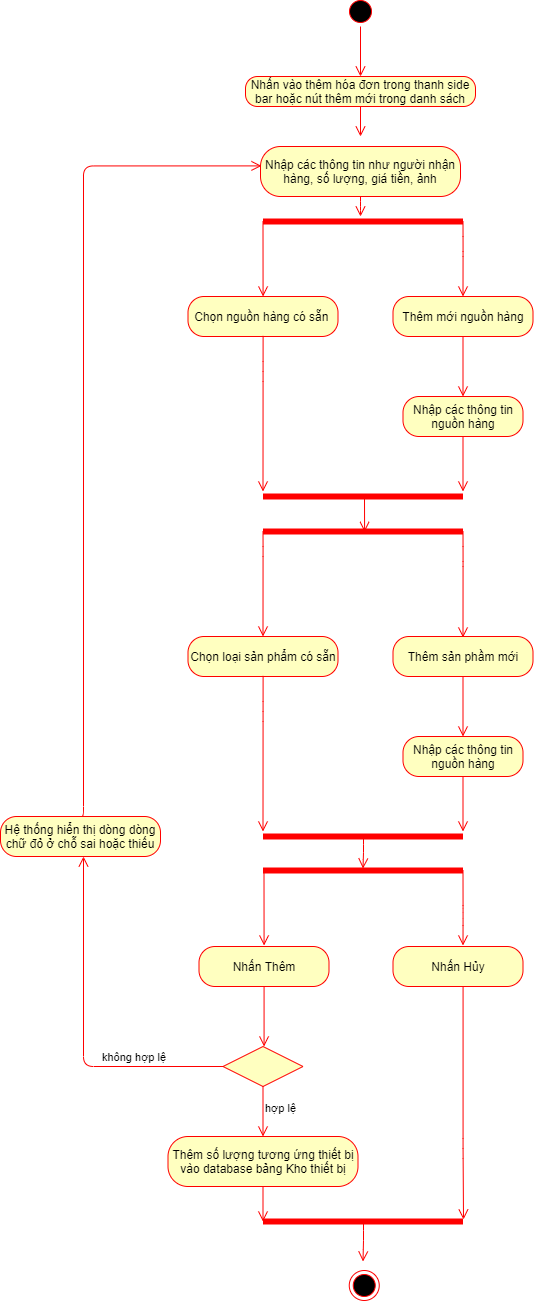 Nhấn vào thêm hóa đơn trong thanh side
bar hoặc nút thêm mới trong danh sách
Nhập các thông tin như người nhận
hàng, số lượng, giá tiền, ảnh
Chọn nguồn hàng có sẵn
Thêm mới nguồn hàng
Nhập các thông tin
nguồn hàng
Chọn loại sản phẩm có sẵn
Thêm sản phầm mới
Nhập các thông tin
nguồn hàng
Hệ thống hiển thị dòng dòng
chữ đỏ ở chỗ sai hoặc thiếu
Nhấn Thêm
Nhấn Hủy
không hợp lệ
hợp lệ
Thêm số lượng tương ứng thiết bị
vào database bảng Kho thiết bị